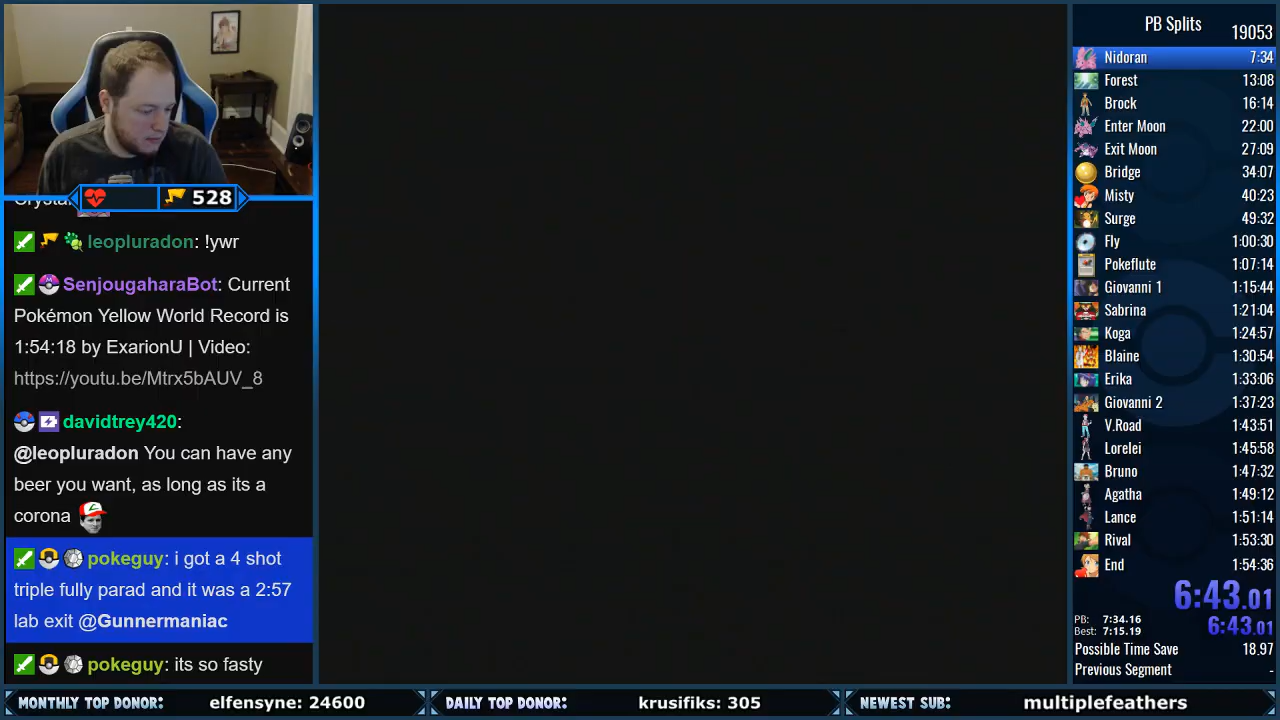 528
Crystal
leopluradon: !ywr
SenjougaharaBot: Current
Pokémon Yellow World Record is
1:54:18 by ExarionU | Video:
https://youtu.be/Mtrx5bAUV_8
davidtrey420:
@leopluradon You can have any
beer you want, as long as its a
corona
pokeguy: i got a 4 shot
triple fully parad and it was a 2:57
lab exit @Gunnermaniac
pokeguy: its so fasty
PB Splits 19053
Nidoran 7:34
Forest 13:08
Brock 16:14
Enter Moon 22:00
Exit Moon 27:09
Bridge 34:07
Misty 40:23
Surge 49:32
Fly 1:00:30
Pokeflute 1:07:14
Giovanni 1 1:15:44
Sabrina 1:21:04
Koga 1:24:57
Blaine 1:30:54
Erika 1:33:06
Giovanni 2 1:37:23
V.Road 1:43:51
Lorelei 1:45:58
Bruno 1:47:32
Agatha 1:49:12
Lance 1:51:14
Rival 1:53:30
End 1:54:36
6:43.01
PB: 7:34.16
Best: 7:15.19
6:43.01
Possible Time Save 18.97
Previous Segment -
MONTHLY TOP DONOR: elfensyne: 24600
DAILY TOP DONOR: krusifiks: 305
NEWEST SUB: multiplefeathers